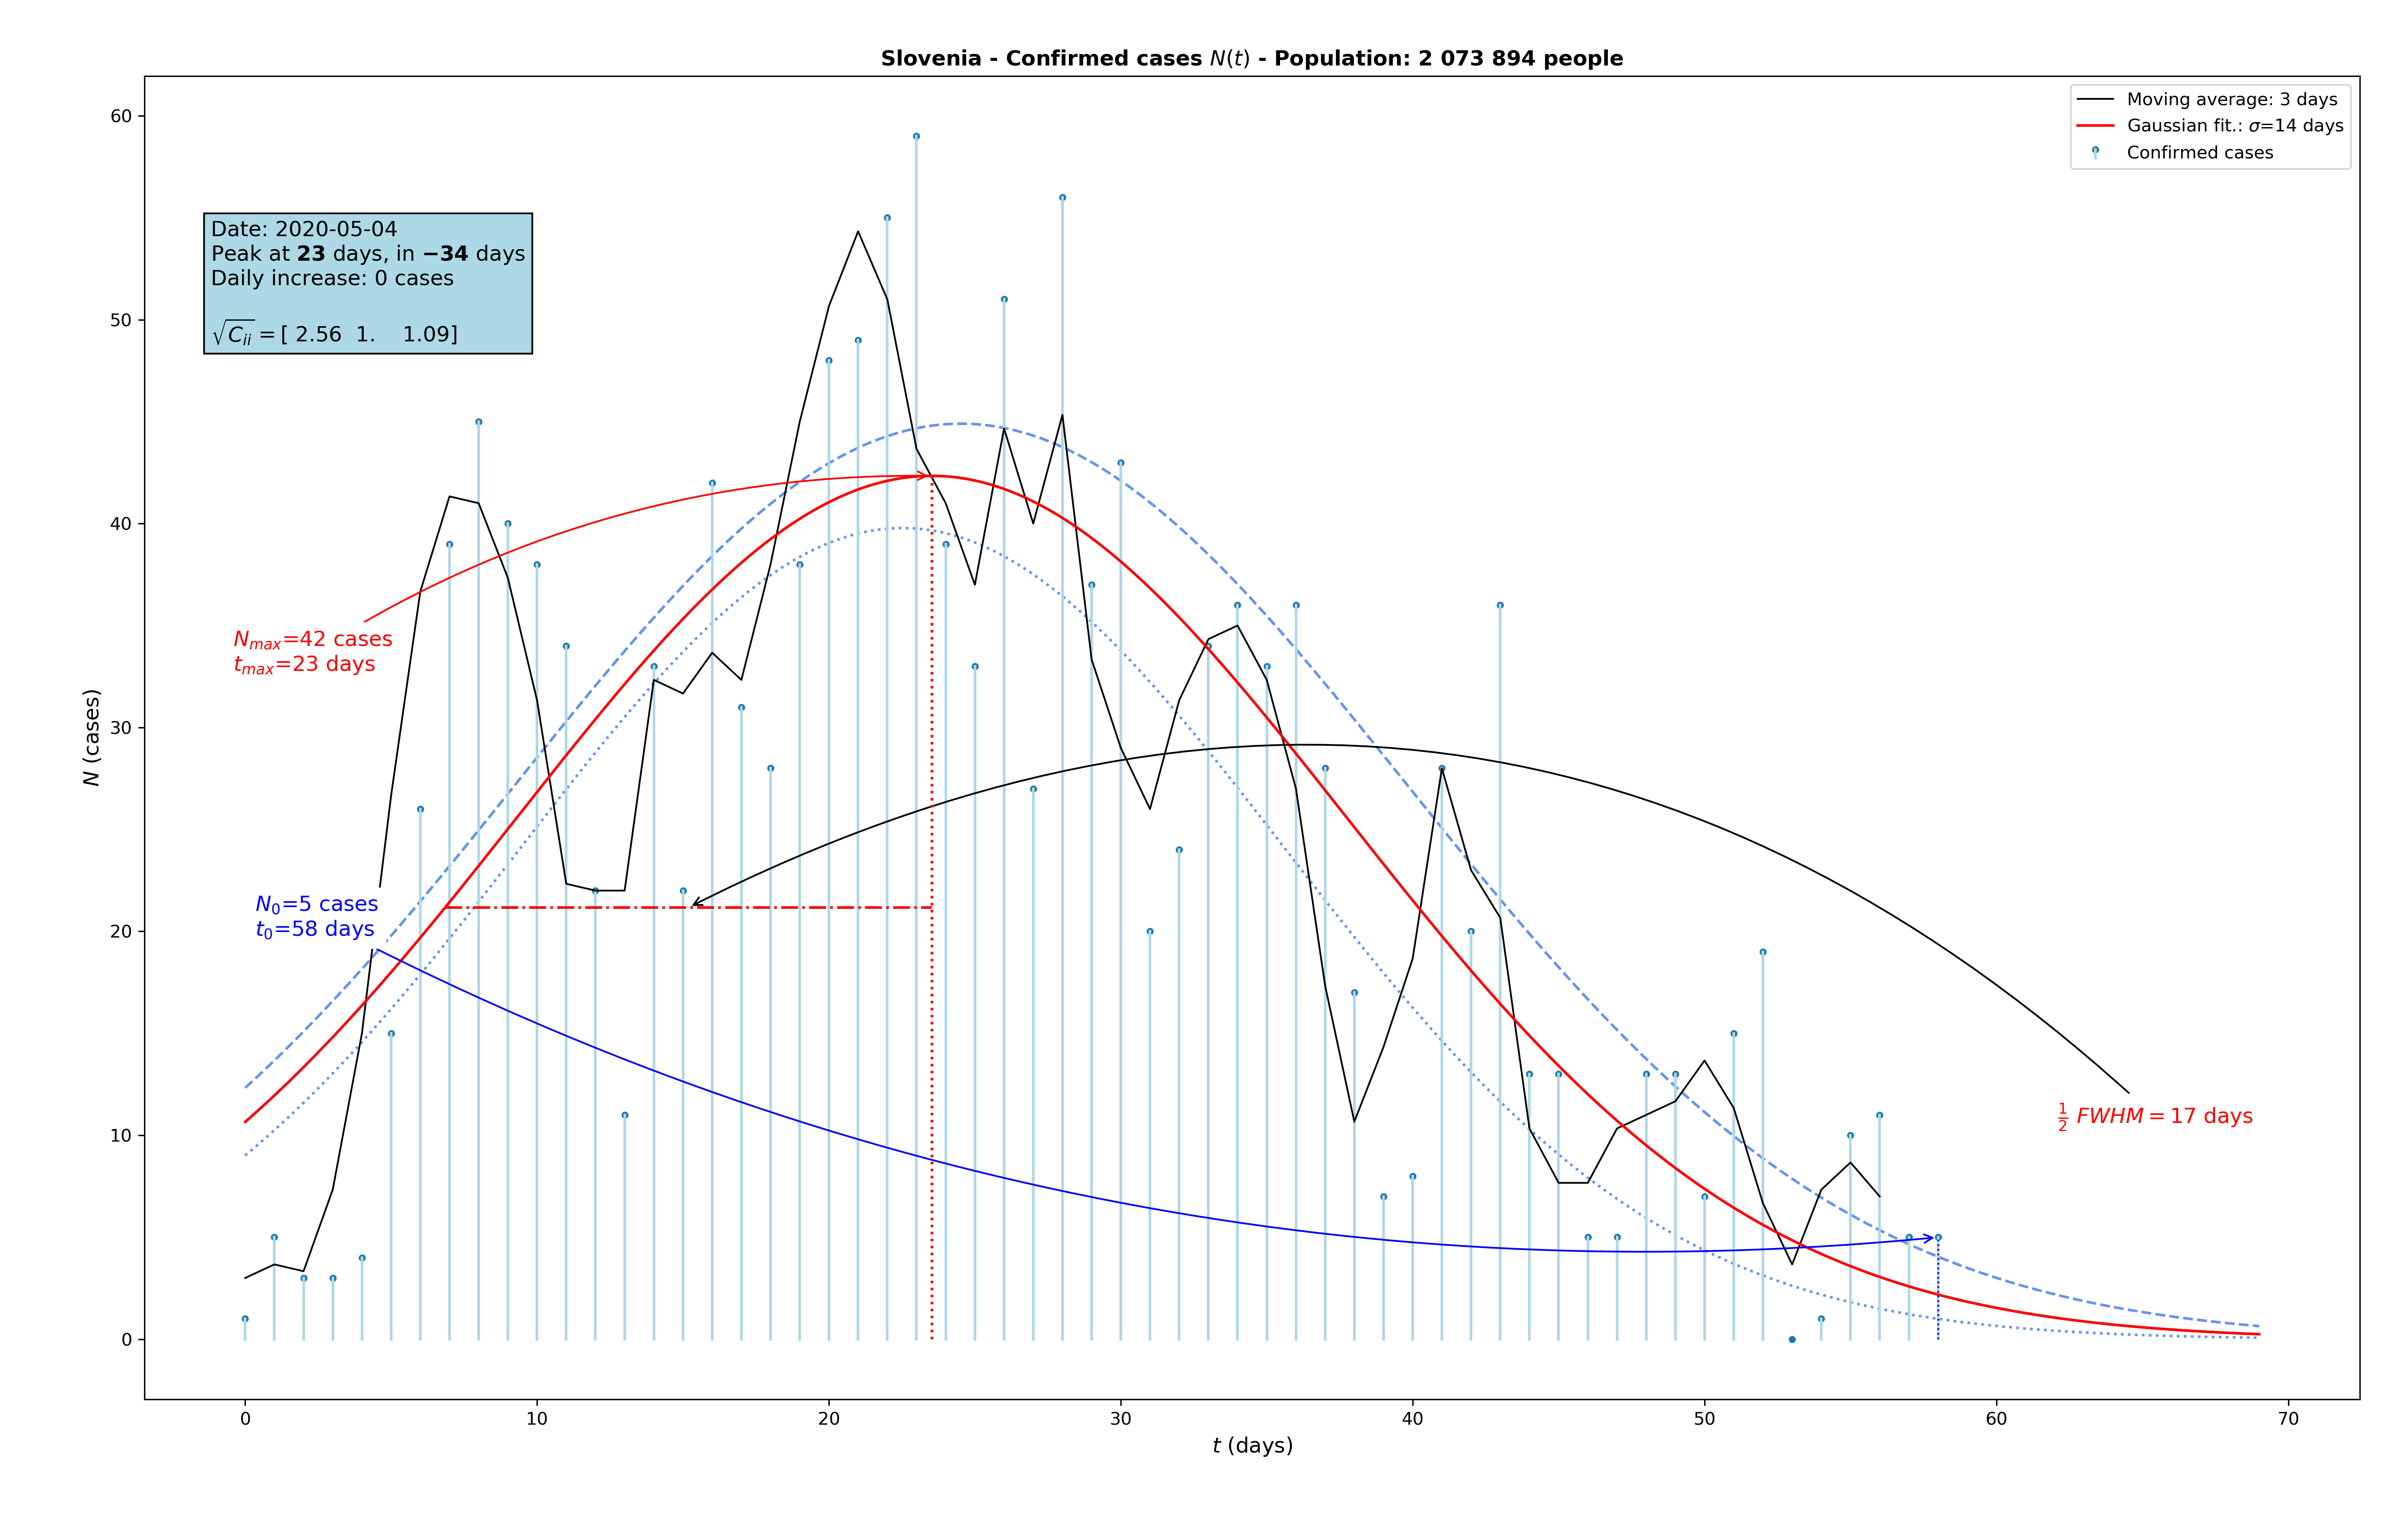 Slovenia - Confirmed cases N(t) - Population: 2 073 894 people
Moving average: 3 days
Gaussian fit.: σ=14 days
Confirmed cases
Date: 2020-05-04
Peak at 23 days, in −34 days
Daily increase: 0 cases
√C_ii = [ 2.56 1. 1.09]
N_max=42 cases
t_max=23 days
N_0=5 cases
t_0=58 days
½ FWHM = 17 days
N (cases)
60
50
40
30
20
10
0
0 10 20 30 40 50 60 70
t (days)